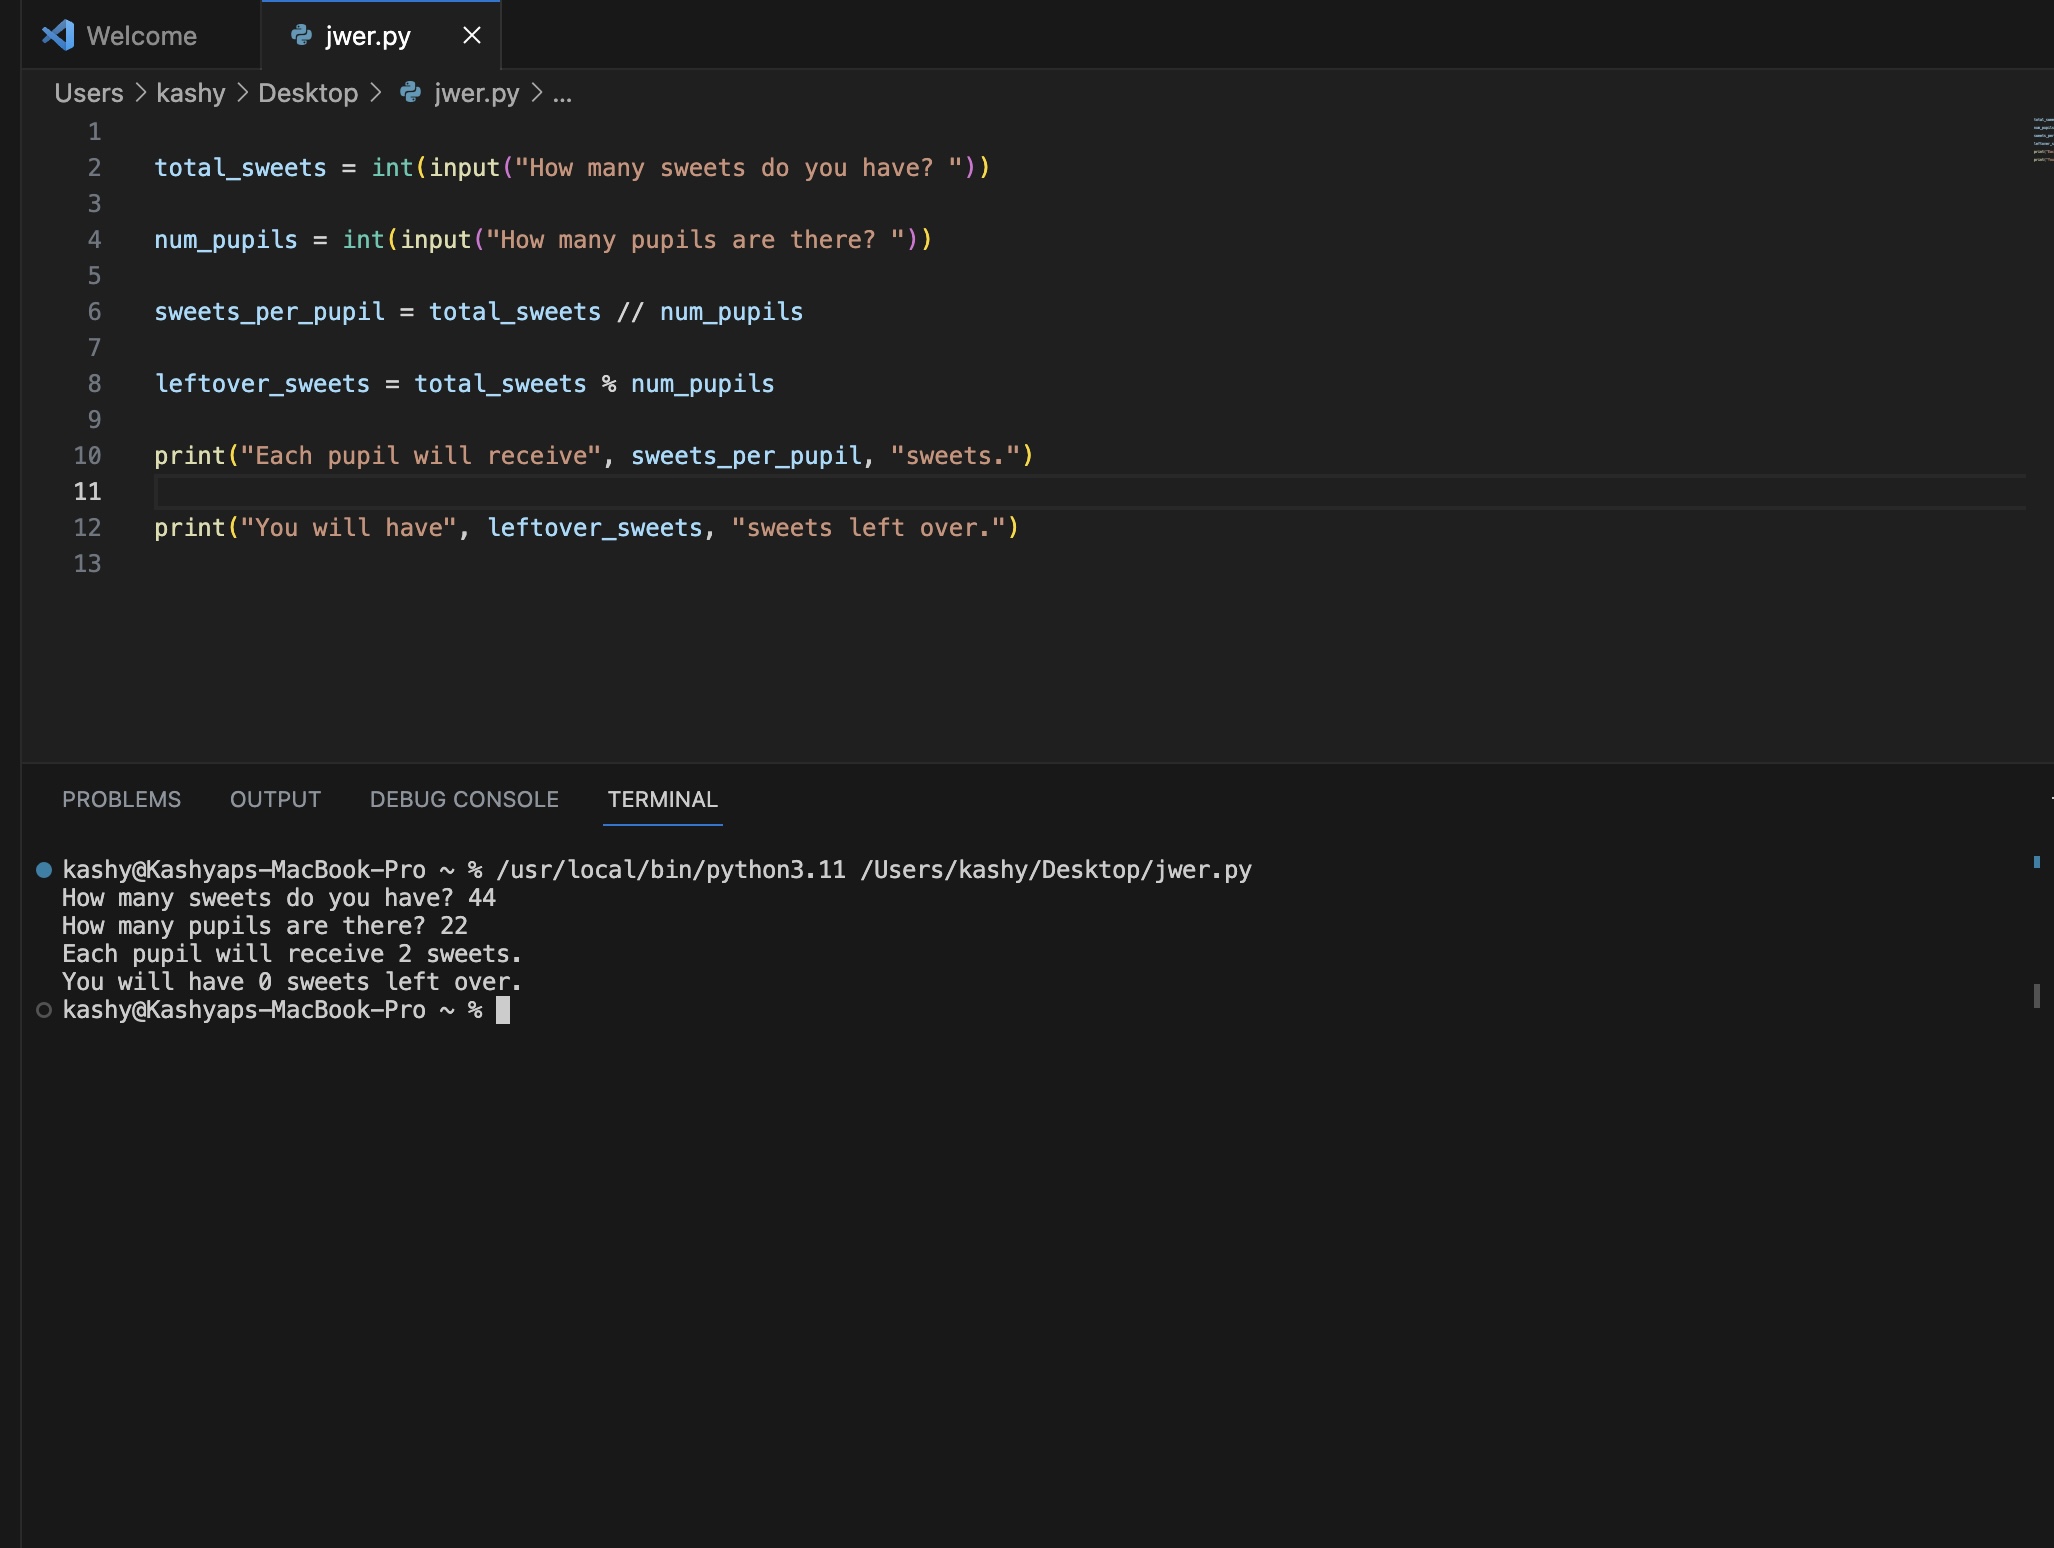 Welcome jwer.py
Users > kashy > Desktop > jwer.py > ...
1
2 total_sweets = int(input("How many sweets do you have? "))
3
4 num_pupils = int(input("How many pupils are there? "))
5
6 sweets_per_pupil = total_sweets // num_pupils
7
8 leftover_sweets = total_sweets % num_pupils
9
10 print("Each pupil will receive", sweets_per_pupil, "sweets.")
11
12 print("You will have", leftover_sweets, "sweets left over.")
13
PROBLEMS OUTPUT DEBUG CONSOLE TERMINAL
kashy@Kashyaps-MacBook-Pro ~ % /usr/local/bin/python3.11 /Users/kashy/Desktop/jwer.py
How many sweets do you have? 44
How many pupils are there? 22
Each pupil will receive 2 sweets.
You will have 0 sweets left over.
kashy@Kashyaps-MacBook-Pro ~ %